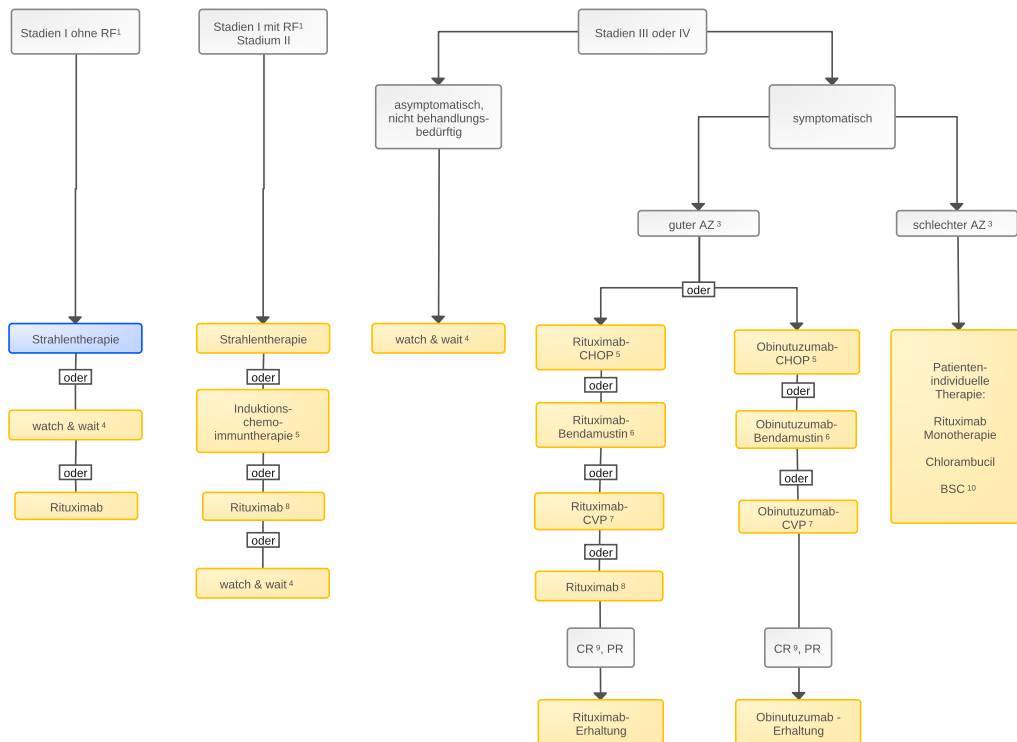 Stadien I ohne RF¹
Stadien I mit RF¹
Stadium II
Stadien III oder IV
asymptomatisch,
nicht behandlungs-
bedürftig
symptomatisch
guter AZ ³
schlechter AZ ³
oder
Strahlentherapie
oder
watch & wait ⁴
oder
Rituximab
Strahlentherapie
oder
Induktions-
chemo-
immuntherapie ⁵
oder
Rituximab ⁸
oder
watch & wait ⁴
watch & wait ⁴
Rituximab-
CHOP ⁵
oder
Rituximab-
Bendamustin ⁶
oder
Rituximab-
CVP ⁷
oder
Rituximab ⁸
CR ⁹, PR
Rituximab-
Erhaltung
Obinutuzumab-
CHOP ⁵
oder
Obinutuzumab-
Bendamustin ⁶
oder
Obinutuzumab-
CVP ⁷
CR ⁹, PR
Obinutuzumab -
Erhaltung
Patienten-
individuelle
Therapie:
Rituximab
Monotherapie
Chlorambucil
BSC ¹⁰